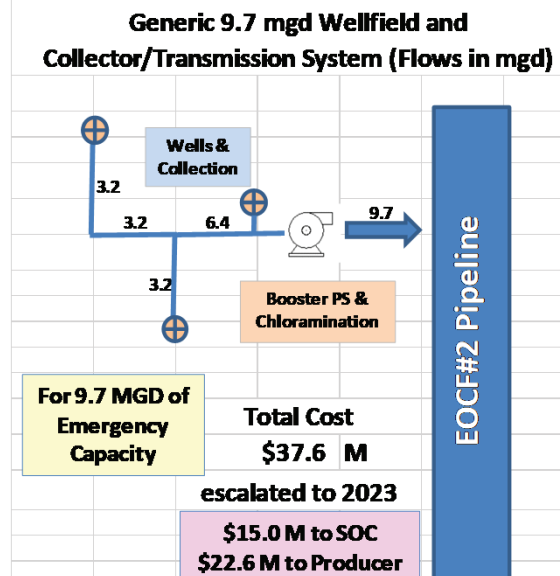 Generic 9.7 mgd Wellfield and
Collector/Transmission System (Flows in mgd)
Wells &
Collection
3.2
3.2
6.4
9.7
3.2
Booster PS &
Chloramination
EOCF#2 Pipeline
For 9.7 MGD of
Emergency
Capacity
Total Cost
$37.6 M
escalated to 2023
$15.0 M to SOC
$22.6 M to Producer